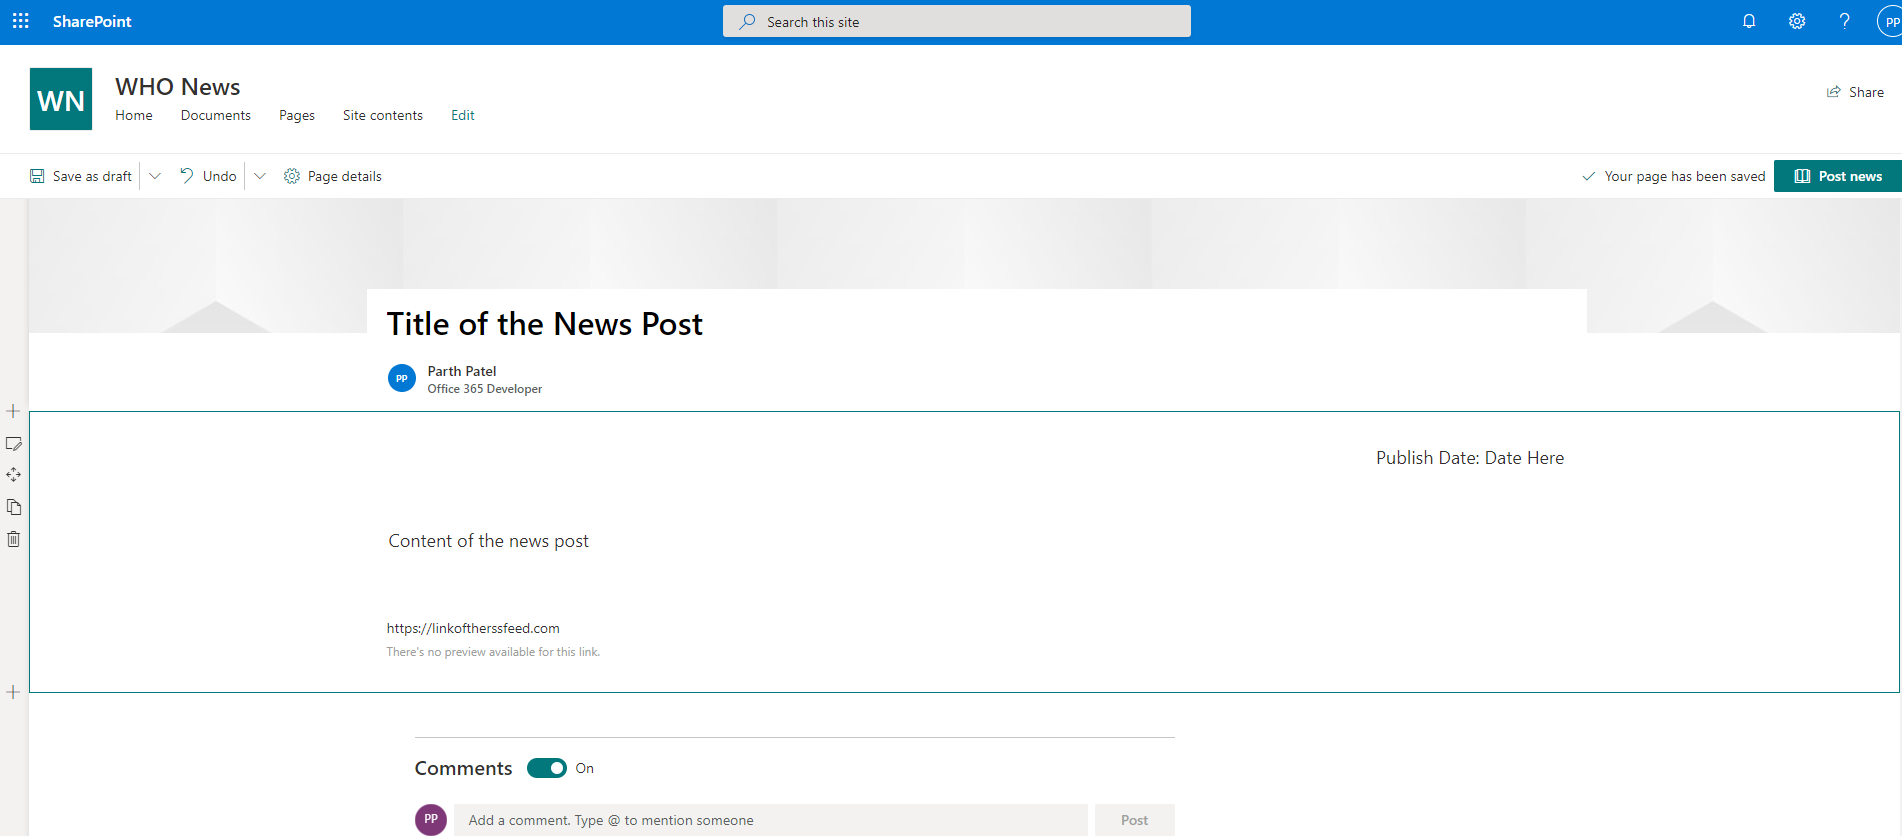 SharePoint
Search this site
PP
WN
WHO News
Home Documents Pages Site contents Edit
Share
Save as draft Undo Page details
Your page has been saved
Post news
Title of the News Post
PP
Parth Patel
Office 365 Developer
Publish Date: Date Here
Content of the news post
https://linkoftherssfeed.com
There's no preview available for this link.
Comments On
PP
Add a comment. Type @ to mention someone
Post